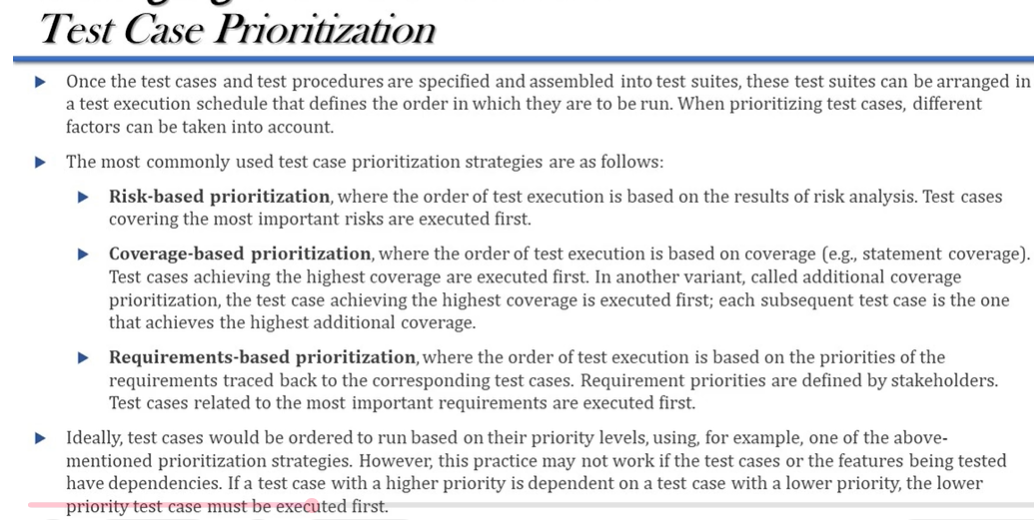 Test Case Prioritization
Once the test cases and test procedures are specified and assembled into test suites, these test suites can be arranged in
a test execution schedule that defines the order in which they are to be run. When prioritizing test cases, different
factors can be taken into account.
The most commonly used test case prioritization strategies are as follows:
Risk-based prioritization, where the order of test execution is based on the results of risk analysis. Test cases
covering the most important risks are executed first.
Coverage-based prioritization, where the order of test execution is based on coverage (e.g., statement coverage).
Test cases achieving the highest coverage are executed first. In another variant, called additional coverage
prioritization, the test case achieving the highest coverage is executed first; each subsequent test case is the one
that achieves the highest additional coverage.
Requirements-based prioritization, where the order of test execution is based on the priorities of the
requirements traced back to the corresponding test cases. Requirement priorities are defined by stakeholders.
Test cases related to the most important requirements are executed first.
Ideally, test cases would be ordered to run based on their priority levels, using, for example, one of the above-
mentioned prioritization strategies. However, this practice may not work if the test cases or the features being tested
have dependencies. If a test case with a higher priority is dependent on a test case with a lower priority, the lower
priority test case must be executed first.